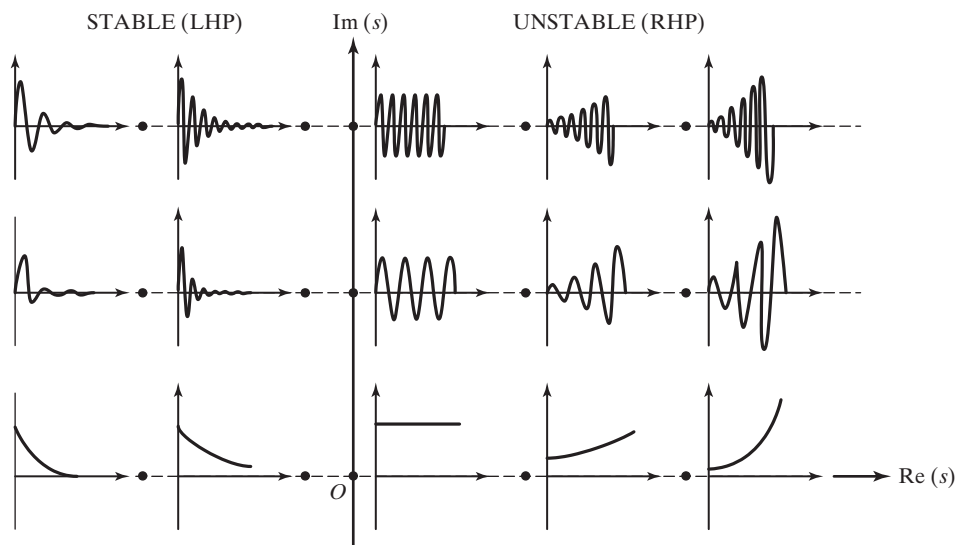 STABLE (LHP) Im (s) UNSTABLE (RHP)
O
Re (s)